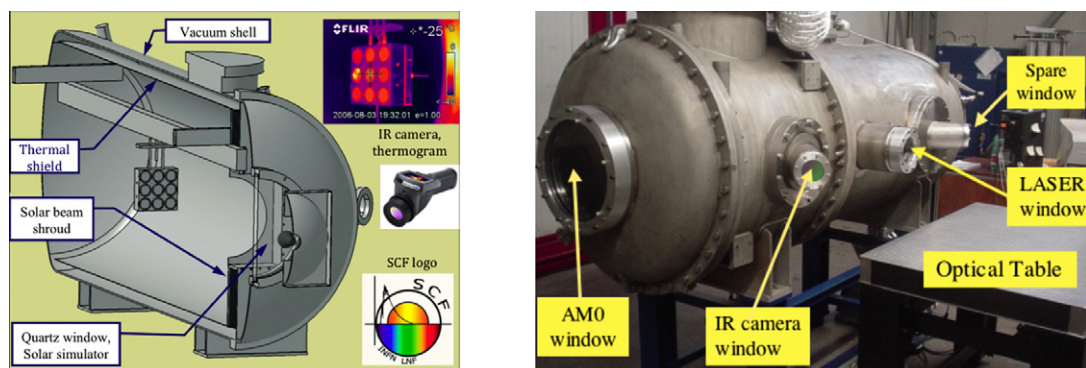 Vacuum shell
Thermal
shield
Solar beam
shroud
Quartz window,
Solar simulator
FLIR
-25
2006-08-03 19:32:01 e=1.00
IR camera,
thermogram
SCF logo
SCF
INFN LNF
AM0
window
IR camera
window
Spare
window
LASER
window
Optical Table